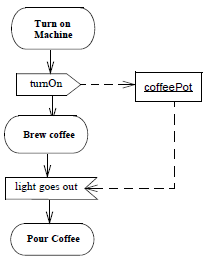 Turn on
Machine
turnOn
coffeePot
Brew coffee
light goes out
Pour Coffee